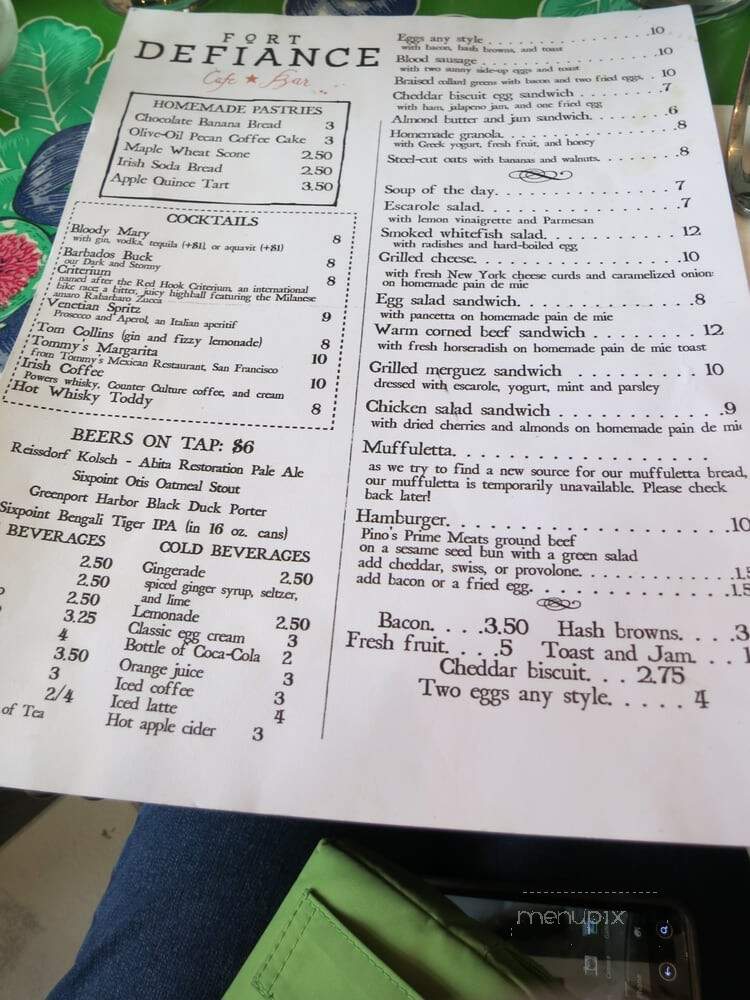 FORT
DEFIANCE
Cafe ★ Bar
HOMEMADE PASTRIES
Chocolate Banana Bread 3
Olive-Oil Pecan Coffee Cake 3
Maple Wheat Scone 2.50
Irish Soda Bread 2.50
Apple Quince Tart 3.50
COCKTAILS
Bloody Mary 8
with gin, vodka, tequila (+$1), or aquavit (+$1)
Barbados Buck 8
our Dark and Stormy
Criterium 8
named after the Red Hook Criterium, an international
bike race; a bitter, juicy highball featuring the Milanese
amaro Rabarbaro Zucca
Venetian Spritz 9
Prosecco and Aperol, an Italian aperitif
Tom Collins (gin and fizzy lemonade) 8
Tommy's Margarita 10
from Tommy's Mexican Restaurant, San Francisco
Irish Coffee 10
Powers whisky, Counter Culture coffee, and cream
Hot Whisky Toddy 8
BEERS ON TAP: $6
Reissdorf Kolsch - Abita Restoration Pale Ale
Sixpoint Otis Oatmeal Stout
Greenport Harbor Black Duck Porter
Sixpoint Bengali Tiger IPA (in 16 oz. cans)
BEVERAGES
2.50
2.50
2.50
3.25
4
3.50
3
2/4
of Tea
COLD BEVERAGES
Gingerade 2.50
spiced ginger syrup, seltzer,
and lime
Lemonade 2.50
Classic egg cream 3
Bottle of Coca-Cola 2
Orange juice 3
Iced coffee 3
Iced latte 4
Hot apple cider 3
Eggs any style . . . . . . . . . . . . . . . .10
with bacon, hash browns, and toast
Blood sausage . . . . . . . . . . . . . . . .10
with two sunny side-up eggs and toast
Braised collard greens with bacon and two fried eggs. . 10
Cheddar biscuit egg sandwich . . . . . . . . .7
with ham, jalapeno jam, and one fried egg
Almond butter and jam sandwich. . . . . . . .6
Homemade granola. . . . . . . . . . . . . . .8
with Greek yogurt, fresh fruit, and honey
Steel-cut oats with bananas and walnuts. . . . . . .8
Soup of the day. . . . . . . . . . . . . . . 7
Escarole salad. . . . . . . . . . . . . . . .7
with lemon vinaigrette and Parmesan
Smoked whitefish salad. . . . . . . . . . . 12
with radishes and hard-boiled egg
Grilled cheese. . . . . . . . . . . . . . . .10
with fresh New York cheese curds and caramelized onions
on homemade pain de mie
Egg salad sandwich. . . . . . . . . . . . . .8
with pancetta on homemade pain de mie
Warm corned beef sandwich . . . . . . . . 12
with fresh horseradish on homemade pain de mie toast
Grilled merguez sandwich . . . . . . . . . 10
dressed with escarole, yogurt, mint and parsley
Chicken salad sandwich . . . . . . . . . . . .9
with dried cherries and almonds on homemade pain de mie
Muffuletta. . . . . . . . . . . . . . . . . .
as we try to find a new source for our muffuletta bread,
our muffuletta is temporarily unavailable. Please check
back later!
Hamburger. . . . . . . . . . . . . . . . . .10
Pino's Prime Meats ground beef
on a sesame seed bun with a green salad
add cheddar, swiss, or provolone. . . . . . . . . . .1.5
add bacon or a fried egg. . . . . . . . . . . . . .1.5
Bacon. . . .3.50 Hash browns. . . .3
Fresh fruit. . . . .5 Toast and Jam. . . 1
Cheddar biscuit. . . 2.75
Two eggs any style. . . . . 4
menupix